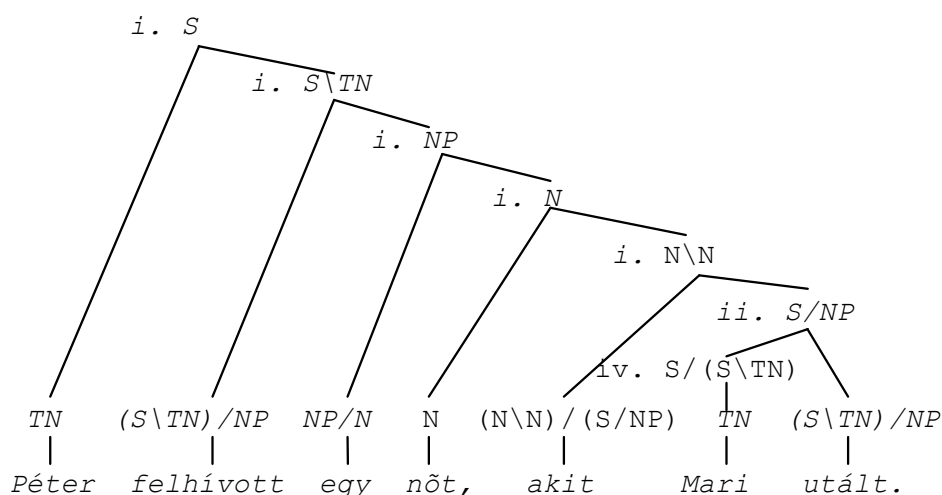 i. S
i. S\TN
i. NP
i. N
i. N\N
ii. S/NP
iv. S/(S\TN)
TN (S\TN)/NP NP/N N (N\N)/(S/NP) TN (S\TN)/NP
Péter felhívott egy nõt, akit Mari utált.